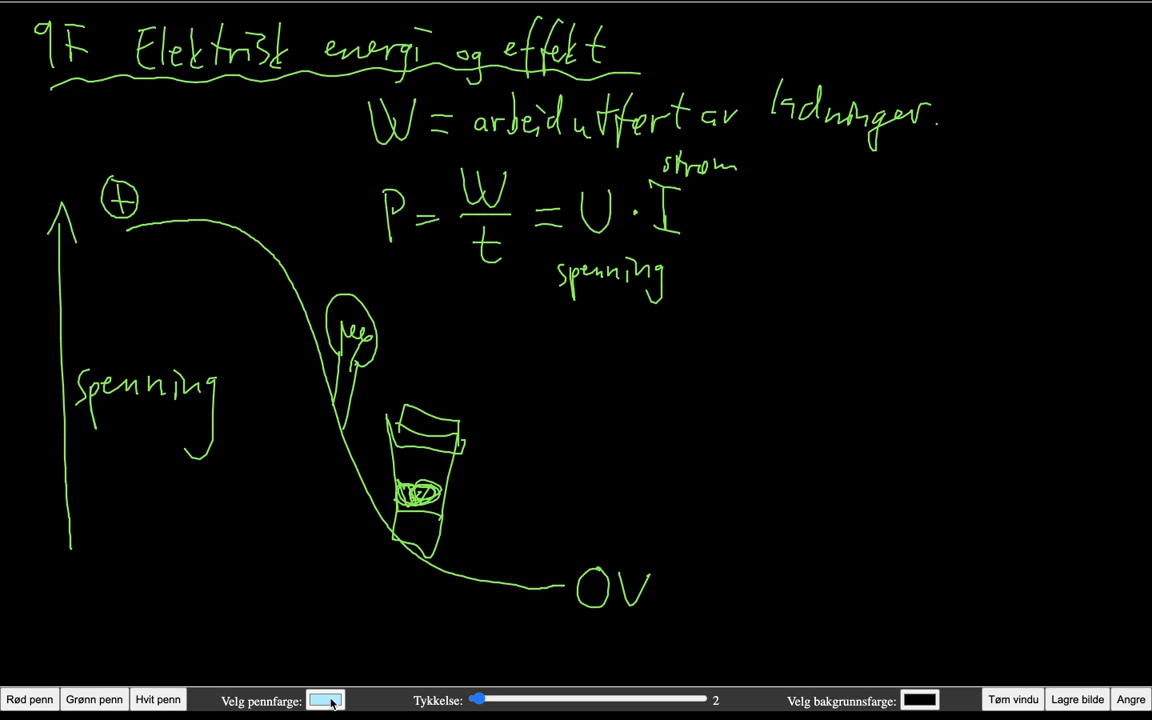 9F Elektrisk energi og effekt
W = arbeid utført av ladninger.
strøm
P = W/t = U · I
spenning
+
spenning
0V
Rød penn Grønn penn Hvit penn Velg pennfarge: Tykkelse: 2 Velg bakgrunnsfarge: Tøm vindu Lagre bilde Angre